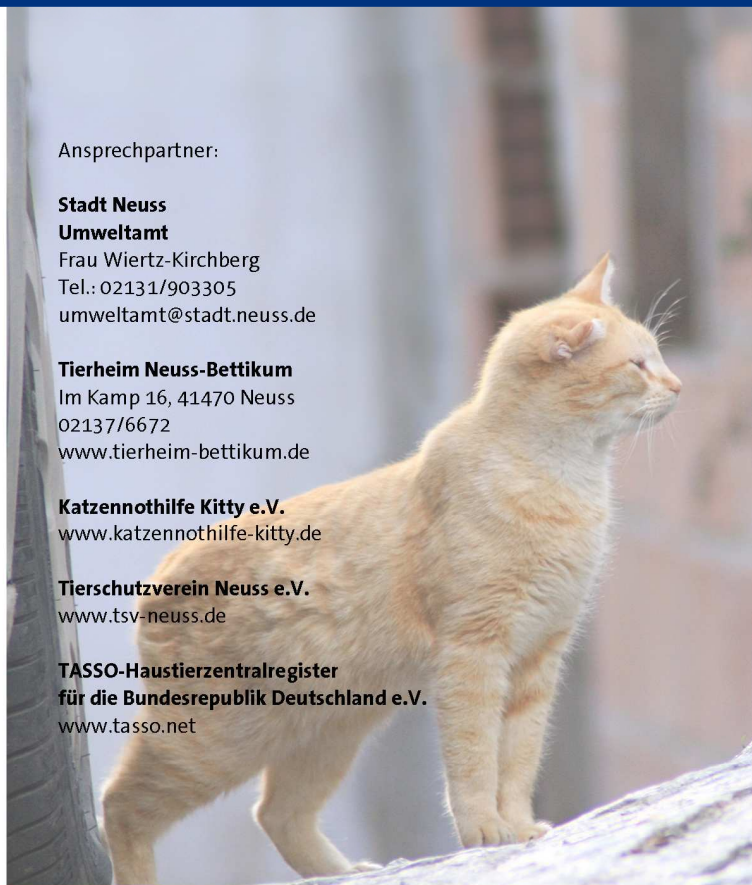 Ansprechpartner:
Stadt Neuss
Umweltamt
Frau Wiertz-Kirchberg
Tel.: 02131/903305
umweltamt@stadt.neuss.de
Tierheim Neuss-Bettikum
Im Kamp 16, 41470 Neuss
02137/6672
www.tierheim-bettikum.de
Katzennothilfe Kitty e.V.
www.katzennothilfe-kitty.de
Tierschutzverein Neuss e.V.
www.tsv-neuss.de
TASSO-Haustierzentralregister
für die Bundesrepublik Deutschland e.V.
www.tasso.net